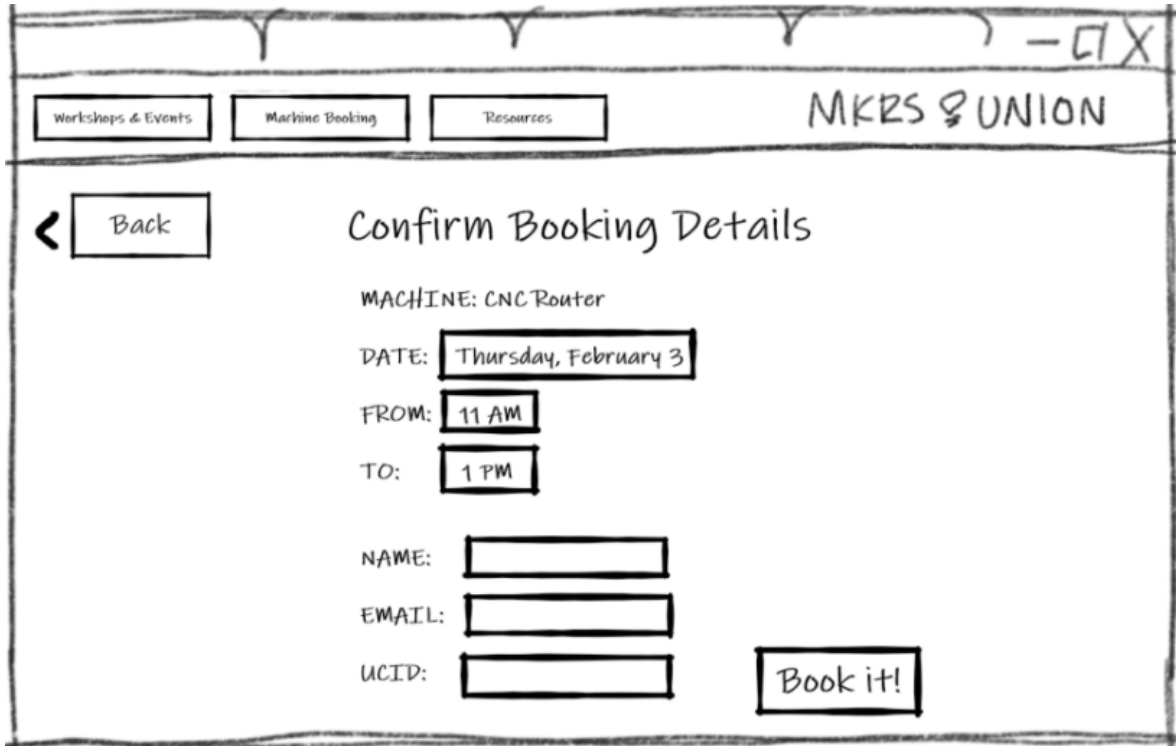 Workshops & Events
Machine Booking
Resources
MKRS UNION
Back
Confirm Booking Details
MACHINE: CNC Router
DATE: Thursday, February 3
FROM: 11 AM
TO: 1 PM
NAME:
EMAIL:
UCID:
Book it!